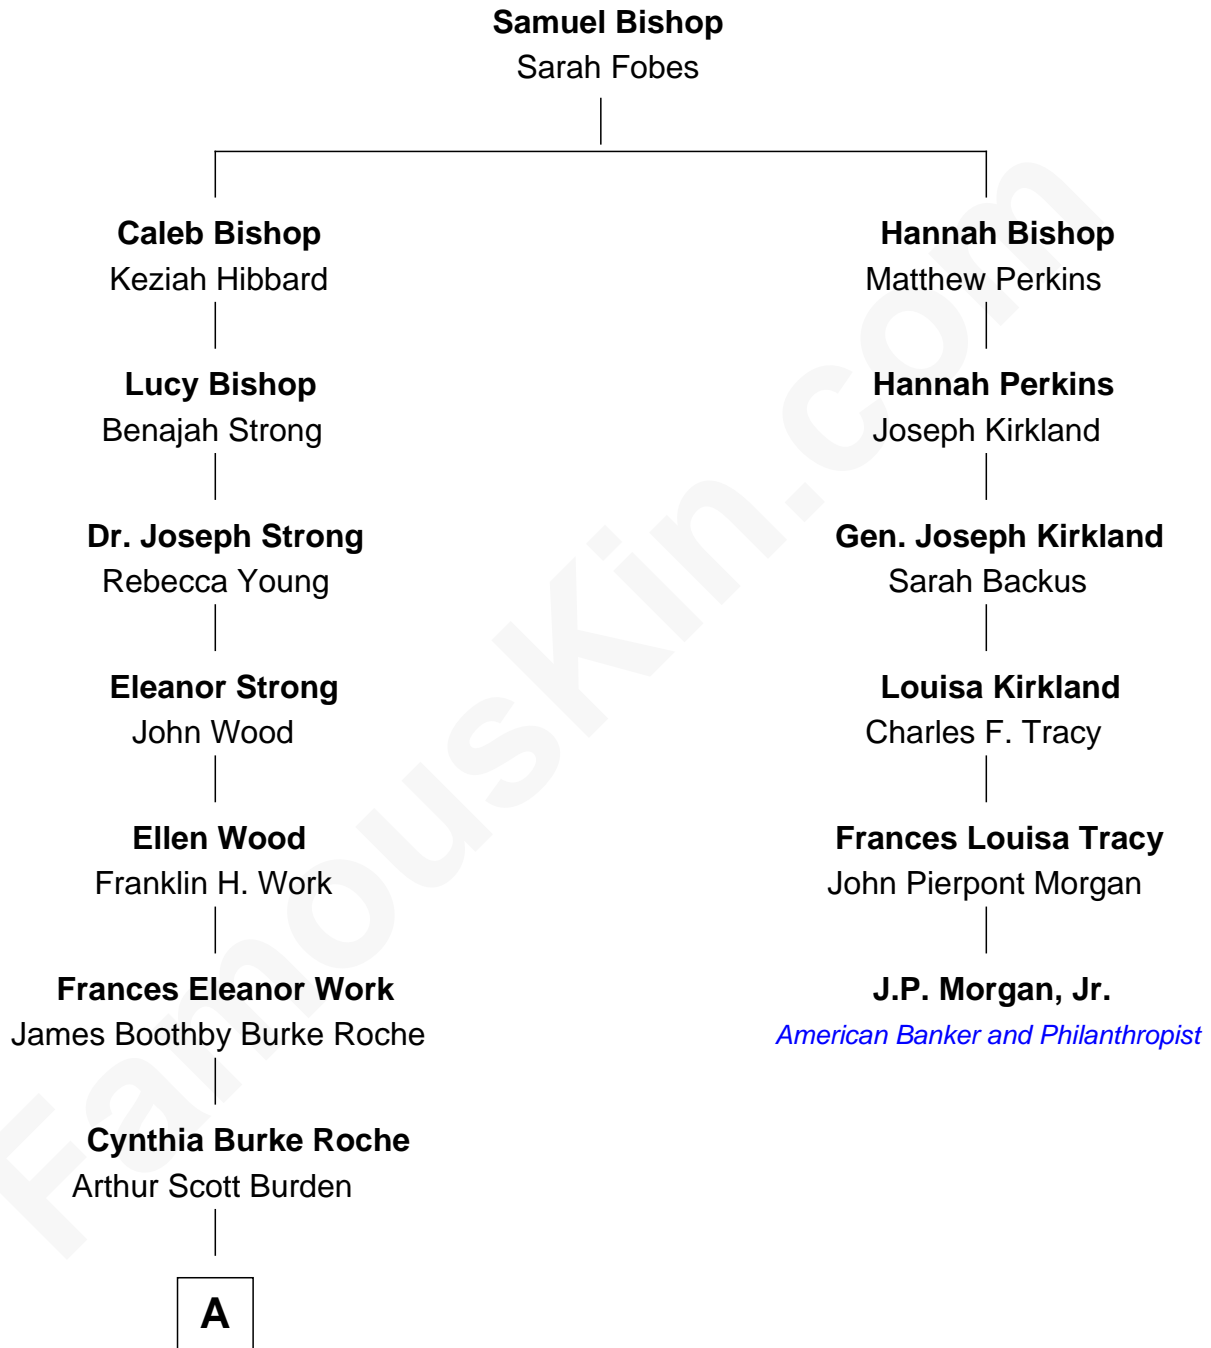 Samuel Bishop
Sarah Fobes
Caleb Bishop
Keziah Hibbard
Hannah Bishop
Matthew Perkins
Lucy Bishop
Benajah Strong
Hannah Perkins
Joseph Kirkland
Dr. Joseph Strong
Rebecca Young
Gen. Joseph Kirkland
Sarah Backus
Eleanor Strong
John Wood
Louisa Kirkland
Charles F. Tracy
Ellen Wood
Franklin H. Work
Frances Louisa Tracy
John Pierpont Morgan
Frances Eleanor Work
James Boothby Burke Roche
J.P. Morgan, Jr.
American Banker and Philanthropist
Cynthia Burke Roche
Arthur Scott Burden
A
FamousKin.com